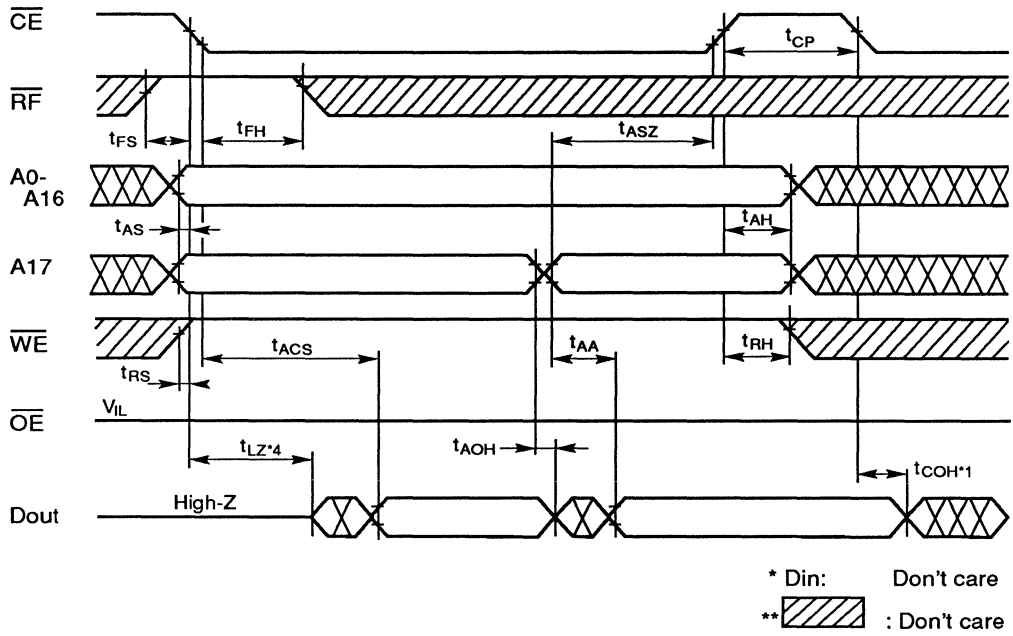 CE
tCP
RF
tFS
tFH
tASZ
A0-
A16
tAS
tAH
A17
WE
tRS
tACS
tAA
tRH
OE
VIL
tLZ*4
tAOH
tCOH*1
Dout
High-Z
* Din: Don't care
** : Don't care